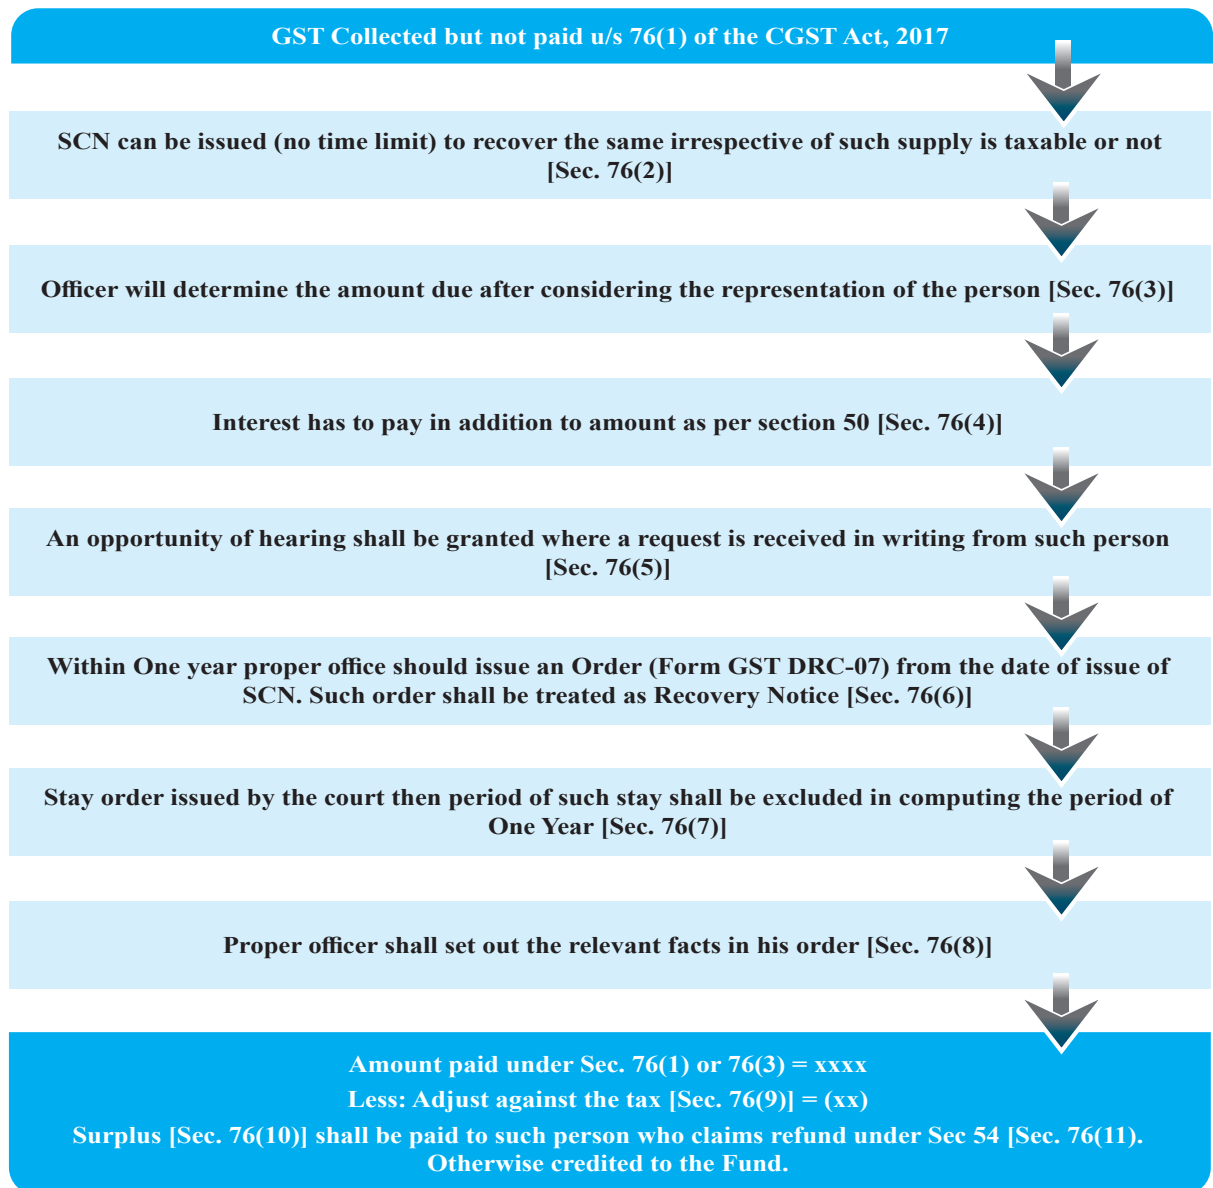 GST Collected but not paid u/s 76(1) of the CGST Act, 2017
SCN can be issued (no time limit) to recover the same irrespective of such supply is taxable or not
[Sec. 76(2)]
Officer will determine the amount due after considering the representation of the person [Sec. 76(3)]
Interest has to pay in addition to amount as per section 50 [Sec. 76(4)]
An opportunity of hearing shall be granted where a request is received in writing from such person
[Sec. 76(5)]
Within One year proper office should issue an Order (Form GST DRC-07) from the date of issue of
SCN. Such order shall be treated as Recovery Notice [Sec. 76(6)]
Stay order issued by the court then period of such stay shall be excluded in computing the period of
One Year [Sec. 76(7)]
Proper officer shall set out the relevant facts in his order [Sec. 76(8)]
Amount paid under Sec. 76(1) or 76(3) = xxxx
Less: Adjust against the tax [Sec. 76(9)] = (xx)
Surplus [Sec. 76(10)] shall be paid to such person who claims refund under Sec 54 [Sec. 76(11).
Otherwise credited to the Fund.